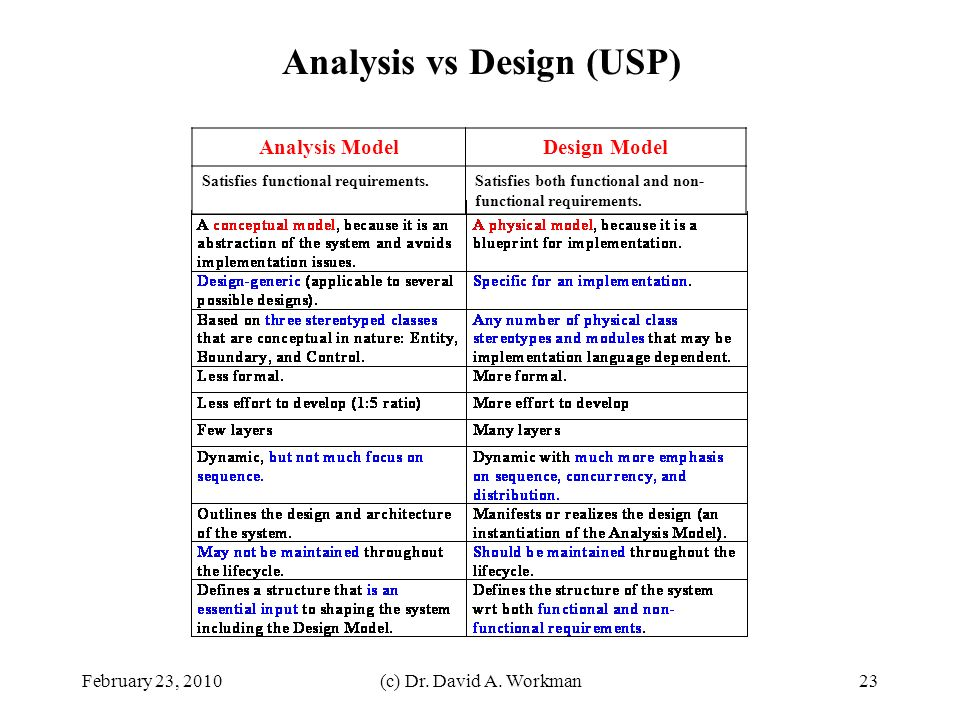 Analysis vs Design (USP)
Analysis Model
Design Model
Satisfies functional requirements.
Satisfies both functional and non-
functional requirements.
A conceptual model, because it is an
abstraction of the system and avoids
implementation issues.
A physical model, because it is a
blueprint for implementation.
Design-generic (applicable to several
possible designs).
Specific for an implementation.
Based on three stereotyped classes
that are conceptual in nature: Entity,
Boundary, and Control.
Any number of physical class
stereotypes and modules that may be
implementation language dependent.
Less formal.
More formal.
Less effort to develop (1:5 ratio)
More effort to develop
Few layers
Many layers
Dynamic, but not much focus on
sequence.
Dynamic with much more emphasis
on sequence, concurrency, and
distribution.
Outlines the design and architecture
of the system.
Manifests or realizes the design (an
instantiation of the Analysis Model).
May not be maintained throughout
the lifecycle.
Should be maintained throughout the
lifecycle.
Defines a structure that is an
essential input to shaping the system
including the Design Model.
Defines the structure of the system
wrt both functional and non-
functional requirements.
February 23, 2010
(c) Dr. David A. Workman
23